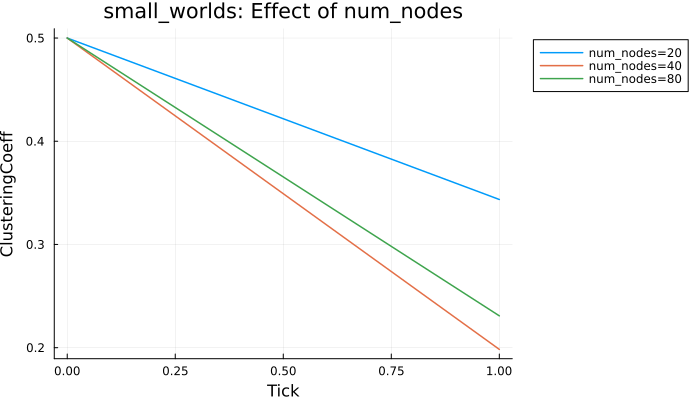 small_worlds: Effect of num_nodes
num_nodes=20
num_nodes=40
num_nodes=80
ClusteringCoeff
0.5
0.4
0.3
0.2
0.00 0.25 0.50 0.75 1.00
Tick